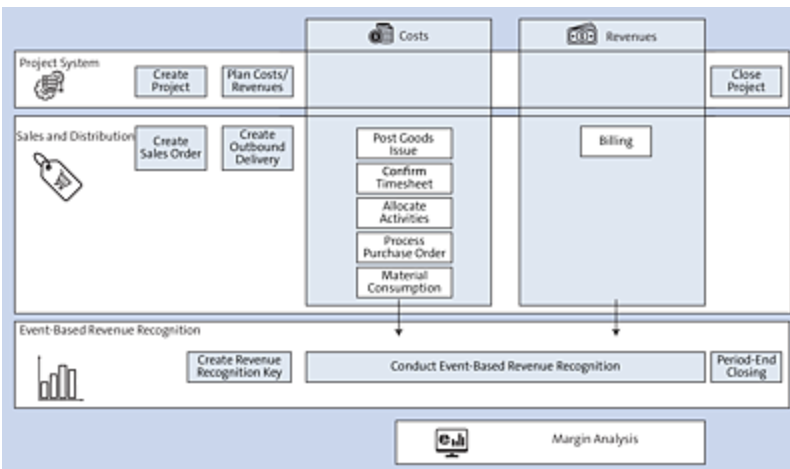 Costs
Revenues
Project System
Create
Project
Plan Costs/
Revenues
Close
Project
Sales and Distribution
Create
Sales Order
Create
Outbound
Delivery
Post Goods
Issue
Confirm
Timesheet
Allocate
Activities
Process
Purchase Order
Material
Consumption
Billing
Event-Based Revenue Recognition
Create Revenue
Recognition Key
Conduct Event-Based Revenue Recognition
Period-End
Closing
Margin Analysis